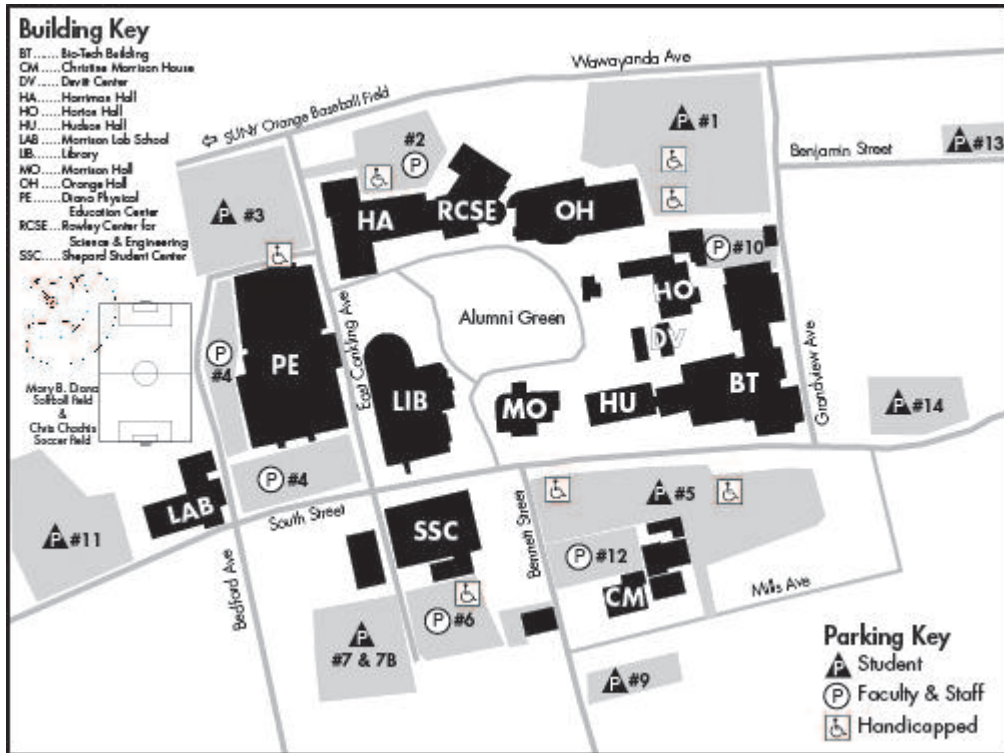 Building Key
BT ...... Bio-Tech Building
CM ..... Christine Morrison House
DV ...... Devitt Center
HA ...... Harriman Hall
HO ...... Horton Hall
HU ...... Hudson Hall
LAB ..... Morrison Lab School
LIB ...... Library
MO ..... Morrison Hall
OH ...... Orange Hall
PE ....... Diana Physical
Education Center
RCSE ... Rowley Center for
Science & Engineering
SSC ..... Shepard Student Center
Wawayanda Ave
SUNY Orange Baseball Field
P #1
#2
P
Benjamin Street
P #13
P #3
HA
RCSE
OH
P #10
HO
Alumni Green
DV
East Conkling Ave
Grandview Ave
P
#4
PE
LIB
MO
HU
BT
P #14
Mary B. Diana
Softball Field
&
Chris Chachis
Soccer Field
P #4
LAB
South Street
P #11
SSC
Bennett Street
P #5
P #12
Bedford Ave
CM
Mills Ave
P #6
P
#7 & 7B
P #9
Parking Key
P Student
P Faculty & Staff
Handicapped